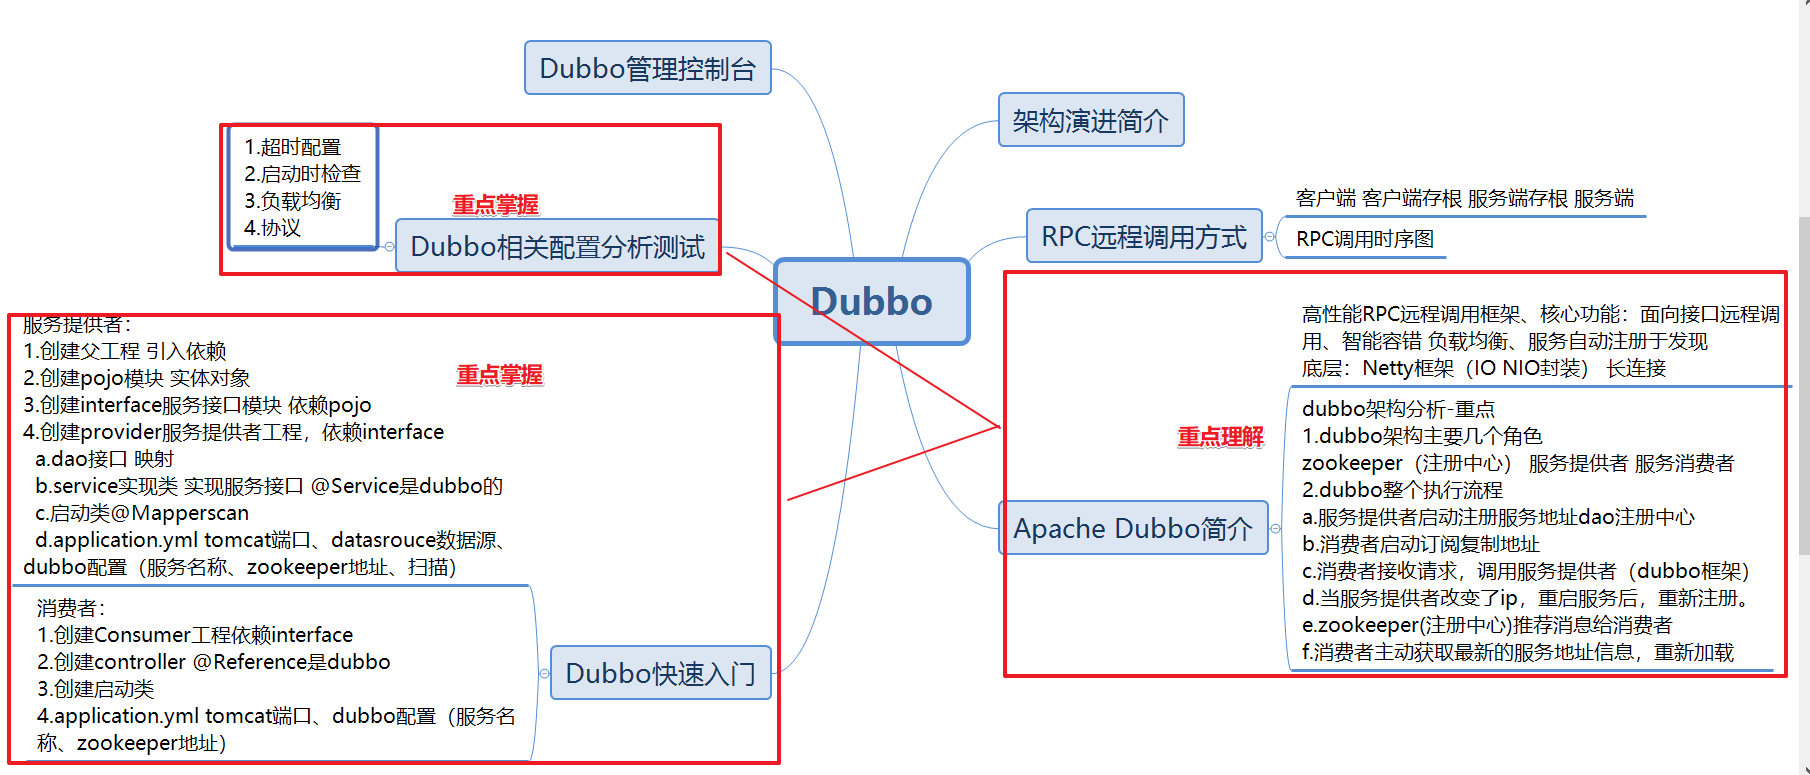 Dubbo管理控制台
架构演进简介
1.超时配置
2.启动时检查
3.负载均衡
4.协议
重点掌握
Dubbo相关配置分析测试
客户端 客户端存根 服务端存根 服务端
RPC远程调用方式
RPC调用时序图
Dubbo
服务提供者：
1.创建父工程 引入依赖
2.创建pojo模块 实体对象
3.创建interface服务接口模块 依赖pojo
4.创建provider服务提供者工程，依赖interface
a.dao接口 映射
b.service实现类 实现服务接口 @Service是dubbo的
c.启动类@Mapperscan
d.application.yml tomcat端口、datasrouce数据源、
dubbo配置（服务名称、zookeeper地址、扫描）
重点掌握
消费者：
1.创建Consumer工程依赖interface
2.创建controller @Reference是dubbo
3.创建启动类
4.application.yml tomcat端口、dubbo配置（服务名
称、zookeeper地址）
Dubbo快速入门
高性能RPC远程调用框架、核心功能：面向接口远程调
用、智能容错 负载均衡、服务自动注册于发现
底层：Netty框架（IO NIO封装） 长连接
重点理解
Apache Dubbo简介
dubbo架构分析-重点
1.dubbo架构主要几个角色
zookeeper（注册中心） 服务提供者 服务消费者
2.dubbo整个执行流程
a.服务提供者启动注册服务地址dao注册中心
b.消费者启动订阅复制地址
c.消费者接收请求，调用服务提供者（dubbo框架）
d.当服务提供者改变了ip，重启服务后，重新注册。
e.zookeeper(注册中心)推荐消息给消费者
f.消费者主动获取最新的服务地址信息，重新加载